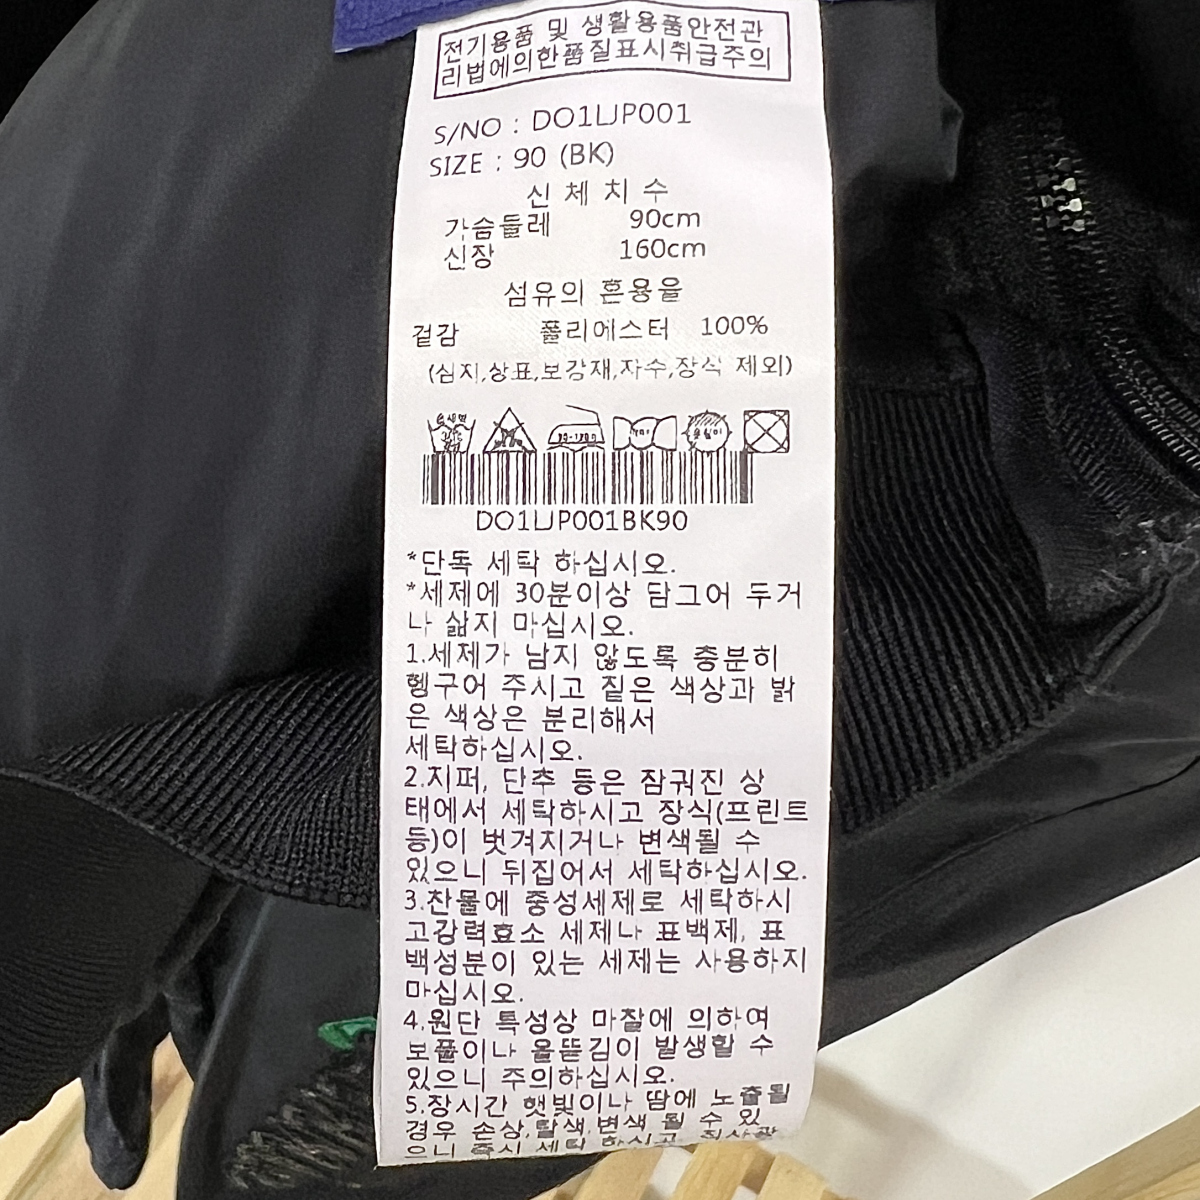 전기용품 및 생활용품안전관
리법에의한품질표시취급주의
S/NO : DO1LJP001
SIZE : 90 (BK)
신체치수
가슴둘레 90cm
신장 160cm
섬유의 혼용율
겉감 폴리에스터 100%
(심지,상표,보강재,자수,장식 제외)
DO1LJP001BK90
*단독 세탁 하십시오.
*세제에 30분이상 담그어 두거
나 삶지 마십시오.
1.세제가 남지 않도록 충분히
헹구어 주시고 짙은 색상과 밝
은 색상은 분리해서
세탁하십시오.
2.지퍼, 단추 등은 잠궈진 상
태에서 세탁하시고 장식(프린트
등)이 벗겨지거나 변색될 수
있으니 뒤집어서 세탁하십시오.
3.찬물에 중성세제로 세탁하시
고강력효소 세제나 표백제, 표
백성분이 있는 세제는 사용하지
마십시오.
4.원단 특성상 마찰에 의하여
보풀이나 올뜯김이 발생할 수
있으니 주의하십시오.
5.장시간 햇빛이나 땀에 노출될
경우 손상,탈색,변색 될 수 있
으니 즉시 세탁 하시고 직사광